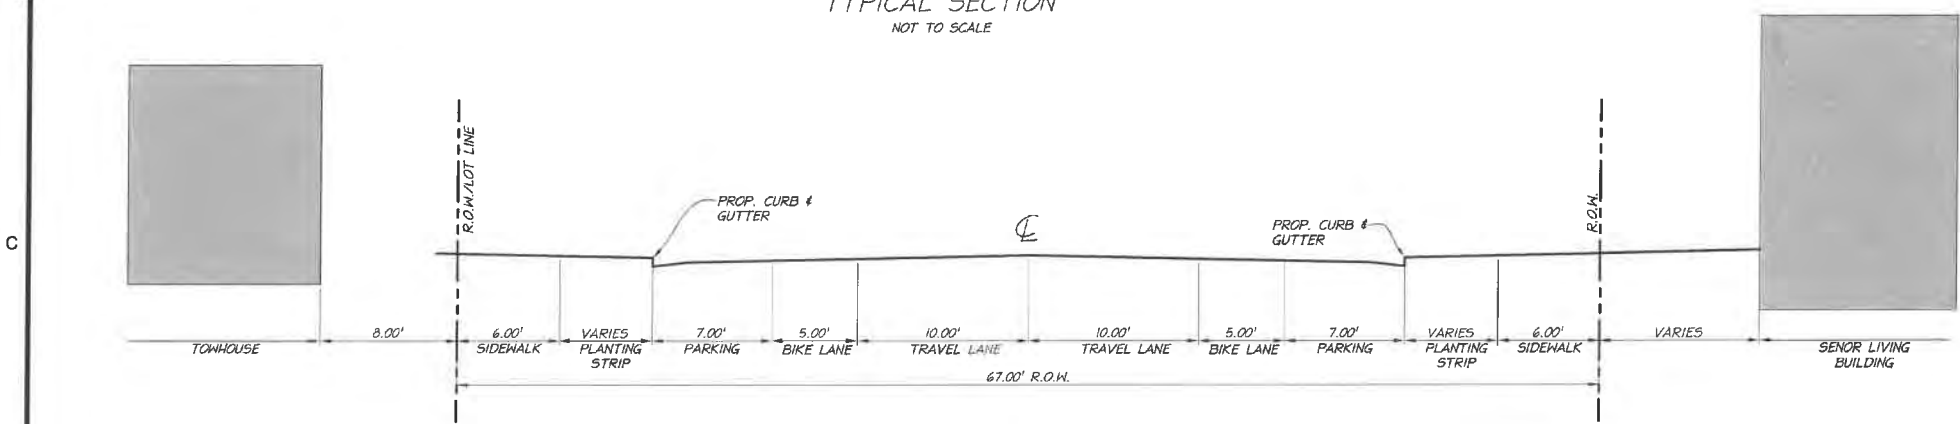 TYPICAL SECTION
NOT TO SCALE
R.O.W./LOT LINE
PROP. CURB &
GUTTER
C
PROP. CURB &
GUTTER
R.O.W.
CL
8.00' 6.00' VARIES 7.00' 5.00' 10.00' 10.00' 5.00' 7.00' VARIES 6.00' VARIES
TOWHOUSE SIDEWALK PLANTING PARKING BIKE LANE TRAVEL LANE TRAVEL LANE BIKE LANE PARKING PLANTING SIDEWALK SENOR LIVING
STRIP STRIP BUILDING
67.00' R.O.W.